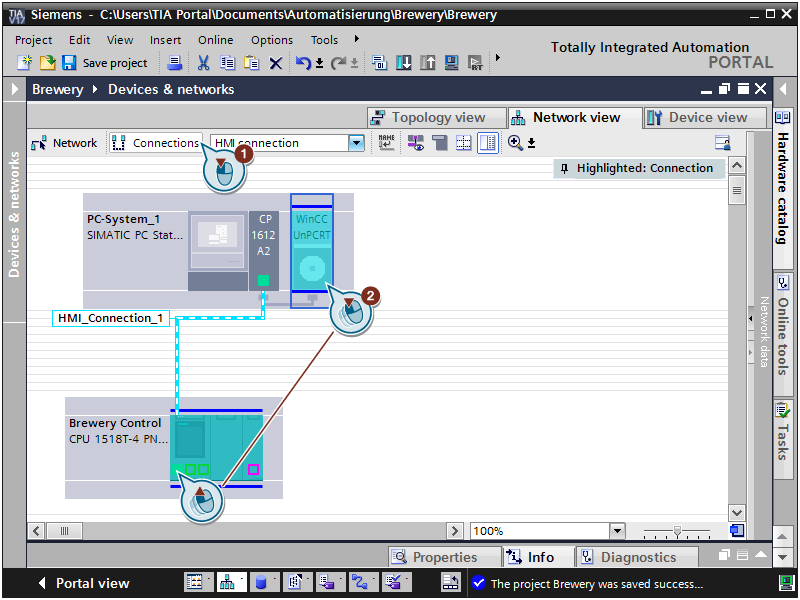 Siemens - C:\Users\TIA Portal\Documents\Automatisierung\Brewery\Brewery
Project Edit View Insert Online Options Tools
Save project
Totally Integrated Automation
PORTAL
Brewery Devices & networks
Topology view Network view Device view
Network Connections HMI connection
1
Highlighted: Connection
PC-System_1
SIMATIC PC Stat...
CP
1612
A2
WinCC
UnPCRT
2
HMI_Connection_1
Brewery Control
CPU 1518T-4 PN...
Devices & networks
Network data
Hardware catalog
Online tools
Tasks
100%
Properties Info Diagnostics
Portal view
The project Brewery was saved success...